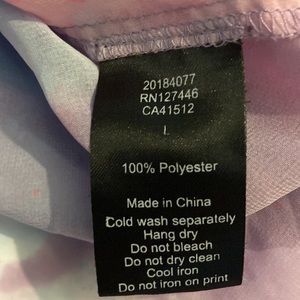 20184077
RN127446
CA41512
L
100% Polyester
Made in China
Cold wash separately
Hang dry
Do not bleach
Do not dry clean
Cool iron
Do not iron on print